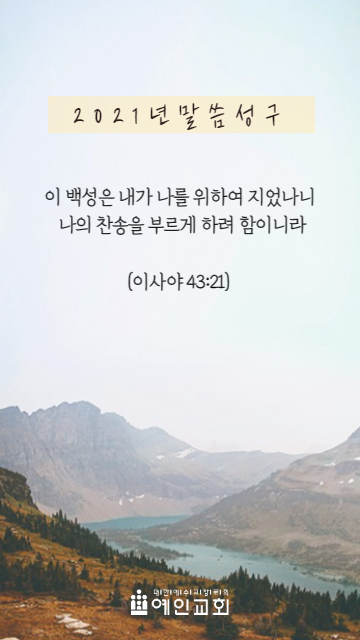 2021년말씀성구
이 백성은 내가 나를 위하여 지었나니
나의 찬송을 부르게 하려 함이니라
(이사야 43:21)
예인교회